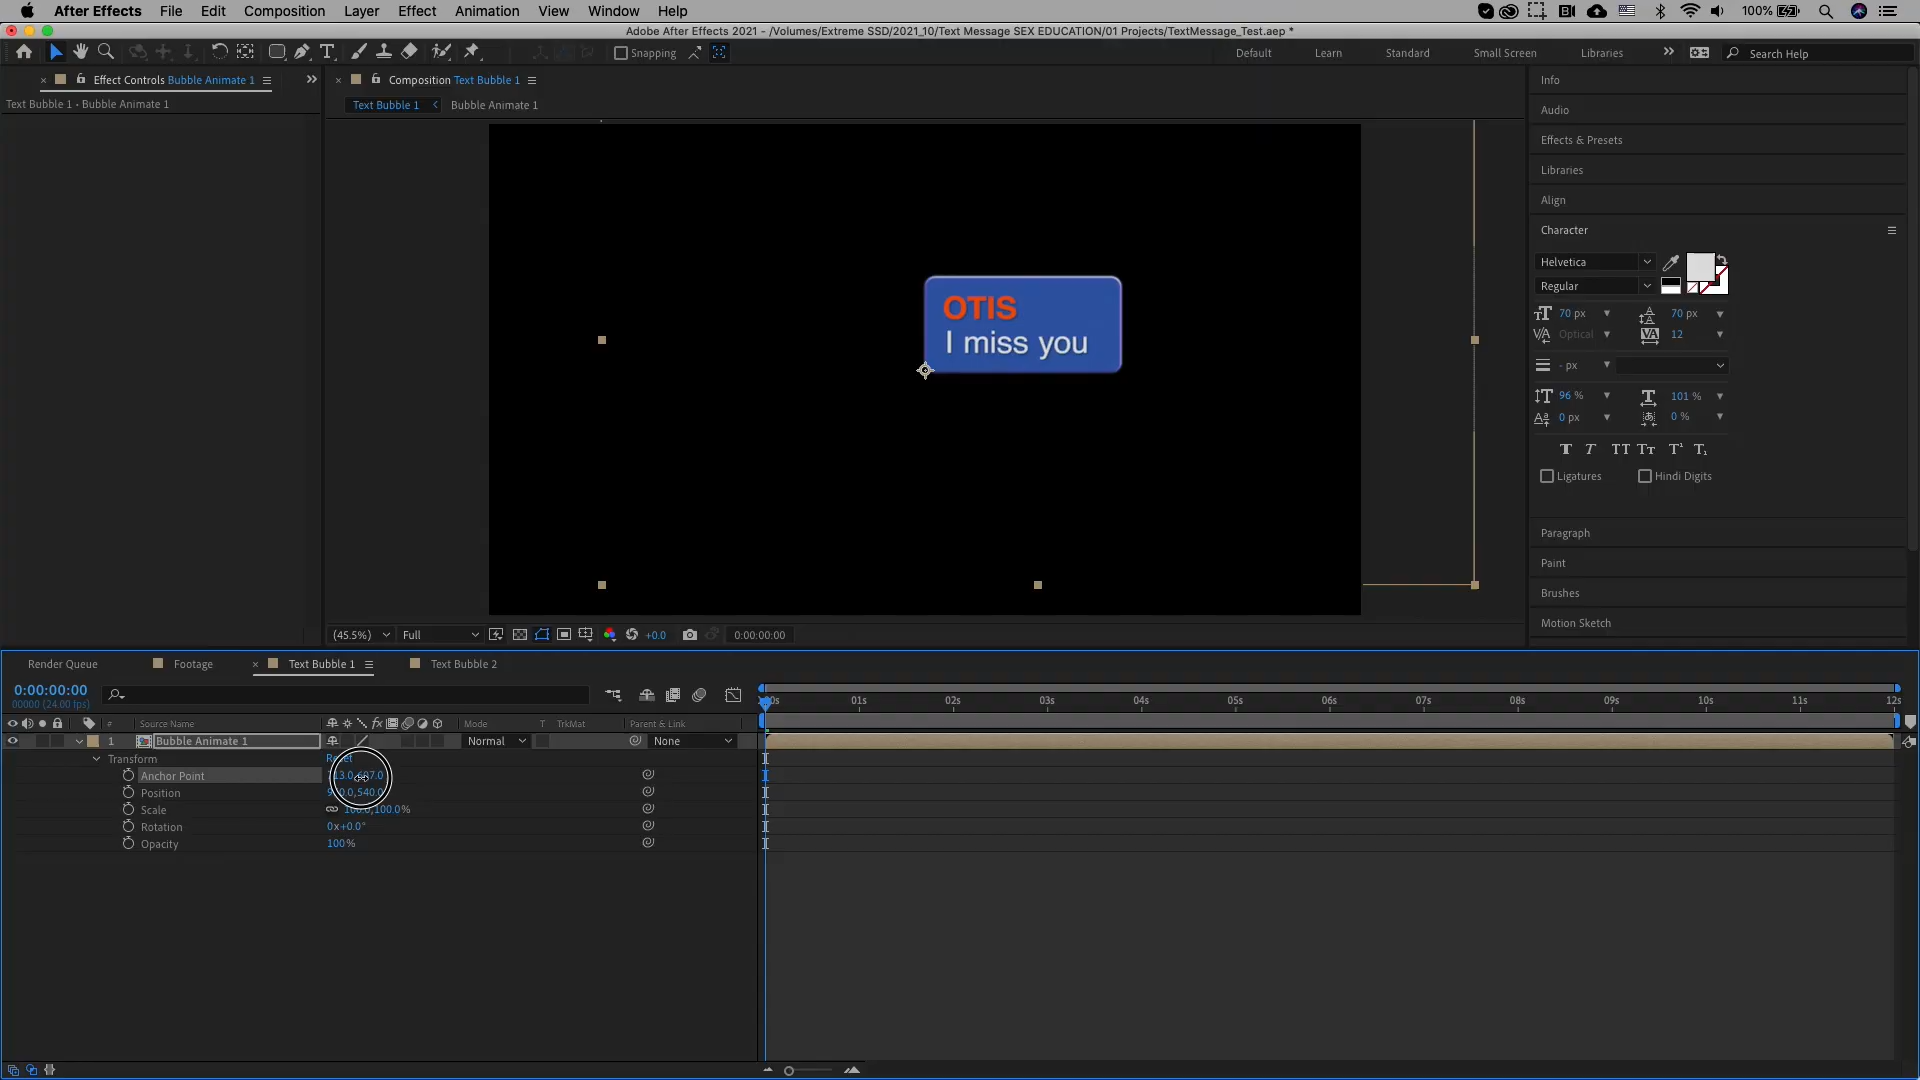 After Effects File Edit Composition Layer Effect Animation View Window Help 100%
Adobe After Effects 2021 - /Volumes/Extreme SSD/2021_10/Text Message SEX EDUCATION/01 Projects/TextMessage_Test.aep *
Snapping Default Learn Standard Small Screen Libraries Search Help
Effect Controls Bubble Animate 1
Text Bubble 1 • Bubble Animate 1
Composition Text Bubble 1
Text Bubble 1 Bubble Animate 1
OTIS
I miss you
(45.5%) Full +0.0 0:00:00:00
Info
Audio
Effects & Presets
Libraries
Align
Character
Helvetica
Regular
70 px 70 px
Optical 12
- px
96 % 101 %
0 px 0 %
Ligatures Hindi Digits
Paragraph
Paint
Brushes
Motion Sketch
Render Queue Footage Text Bubble 1 Text Bubble 2
0:00:00:00
00000 (24.00 fps)
# Source Name Mode T TrkMat Parent & Link
01s 02s 03s 04s 05s 06s 07s 08s 09s 10s 11s 12s
1 Bubble Animate 1 Normal None
Transform
Anchor Point
Position
Scale 100.0%
Rotation 0x+0.0°
Opacity 100%